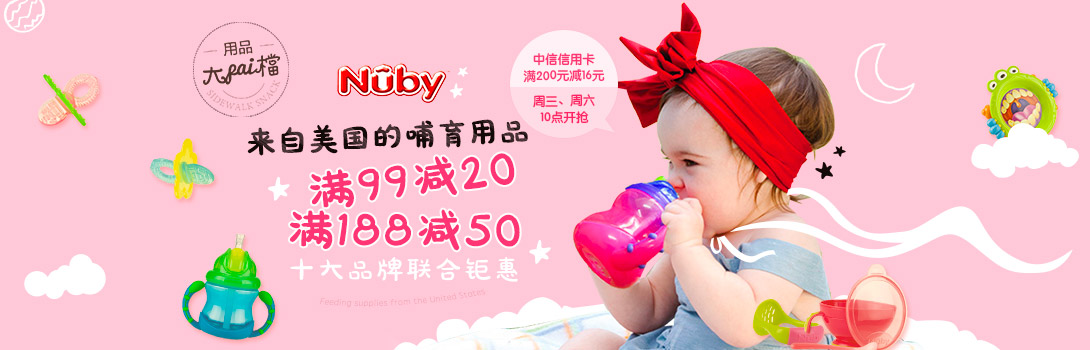 用品
大pai檔
SIDEWALK SNACK
Nûby
中信信用卡
满200元减16元
周三、周六
10点开抢
来自美国的哺育用品
满99减20
满188减50
十大品牌联合钜惠
Feeding supplies from the United States